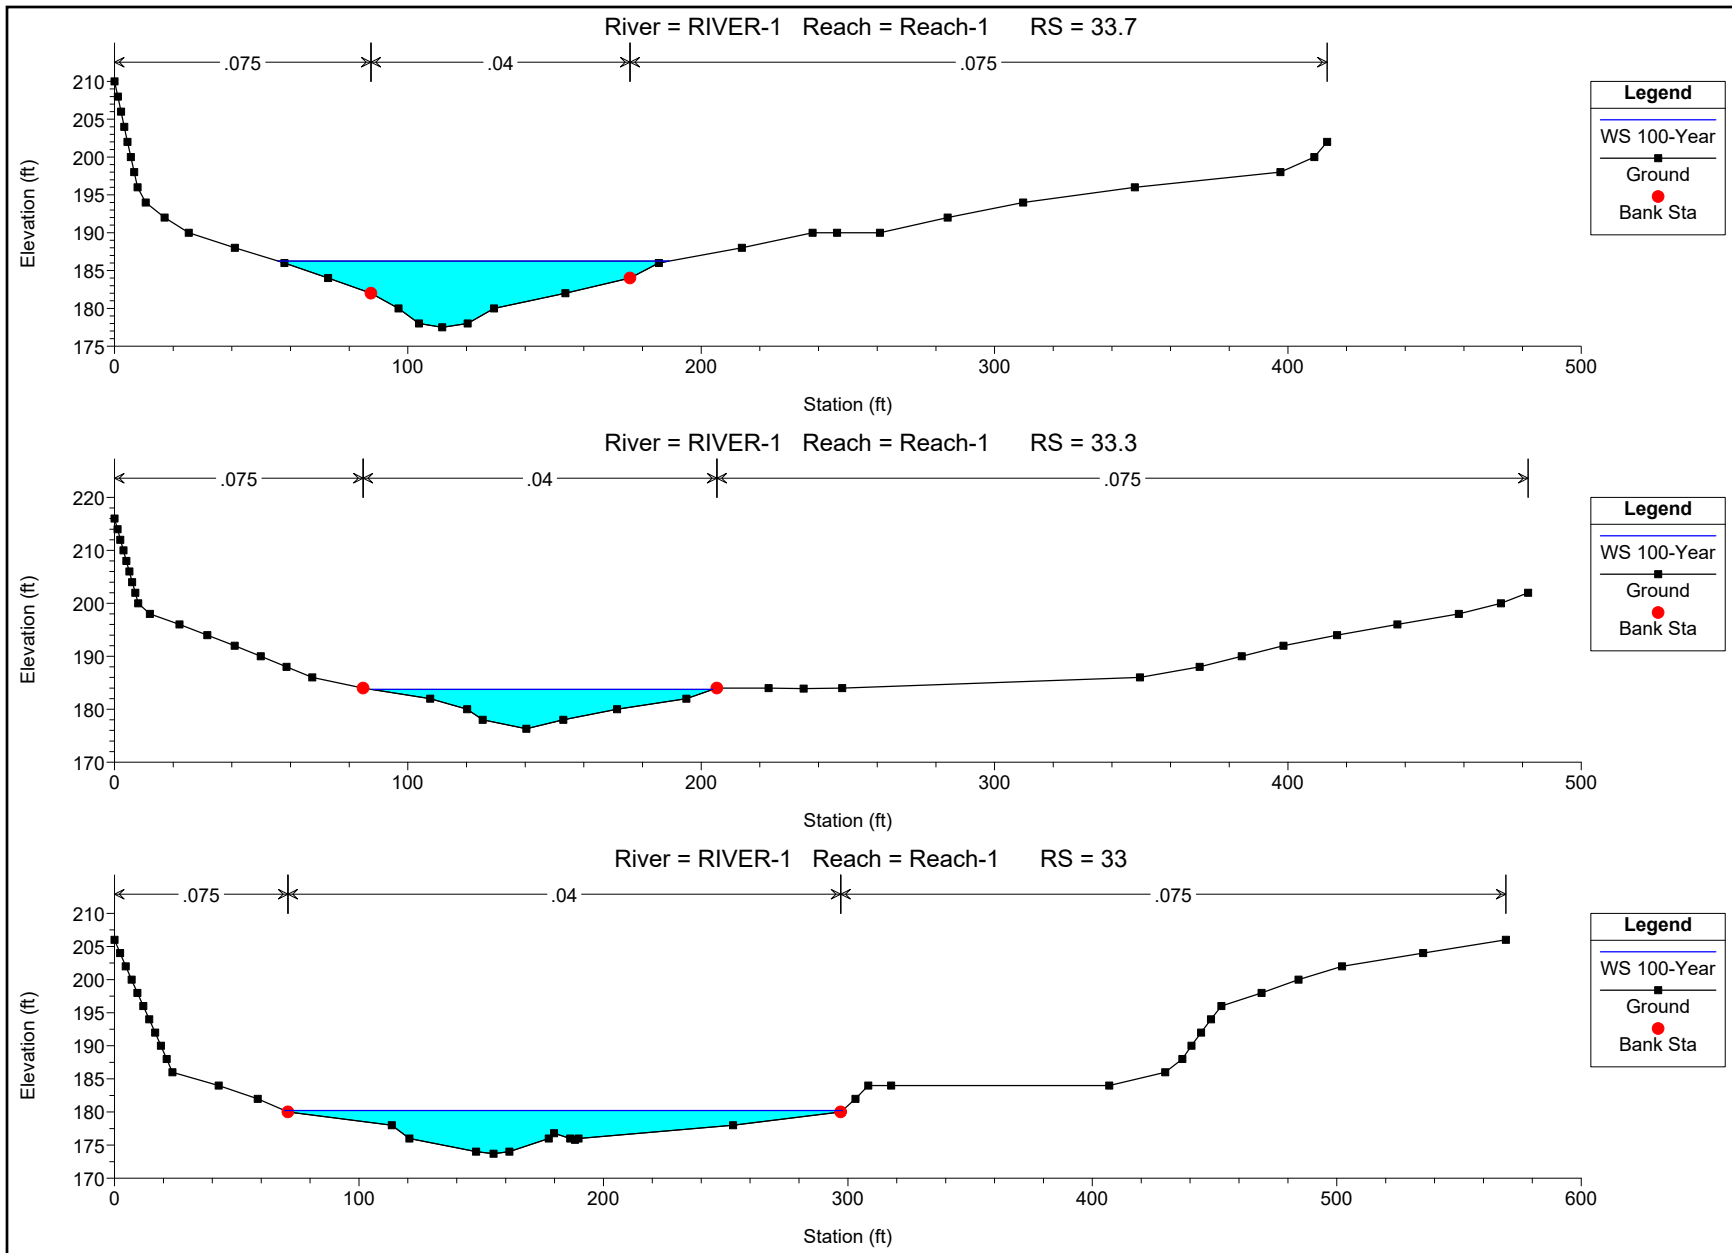 River = RIVER-1 Reach = Reach-1 RS = 33.7
.075 .04 .075
210
205
200
195
190
185
180
175
Elevation (ft)
0 100 200 300 400 500
Station (ft)
Legend
WS 100-Year
Ground
Bank Sta
River = RIVER-1 Reach = Reach-1 RS = 33.3
.075 .04 .075
220
210
200
190
180
170
Elevation (ft)
0 100 200 300 400 500
Station (ft)
Legend
WS 100-Year
Ground
Bank Sta
River = RIVER-1 Reach = Reach-1 RS = 33
.075 .04 .075
210
205
200
195
190
185
180
175
170
Elevation (ft)
0 100 200 300 400 500 600
Station (ft)
Legend
WS 100-Year
Ground
Bank Sta